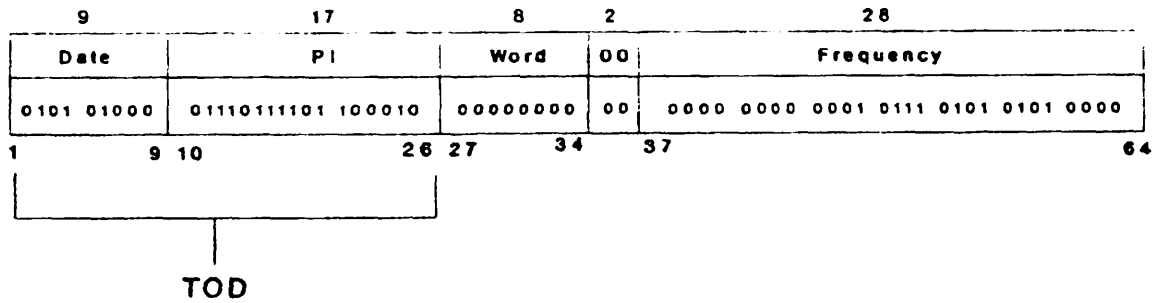 9 17 8 2 28
Date PI Word 00 Frequency
0101 01000 01110111101 100010 00000000 00 0000 0000 0001 0111 0101 0101 0000
1 9 10 26 27 34 37 64
TOD